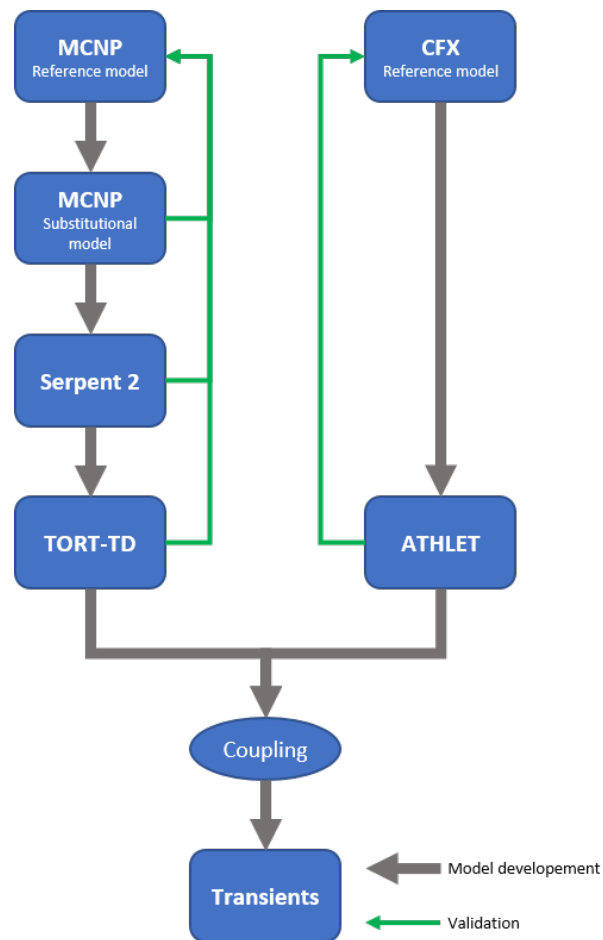 MCNP
Reference model
CFX
Reference model
MCNP
Substitutional
model
Serpent 2
TORT-TD
ATHLET
Coupling
Transients
Model developement
Validation